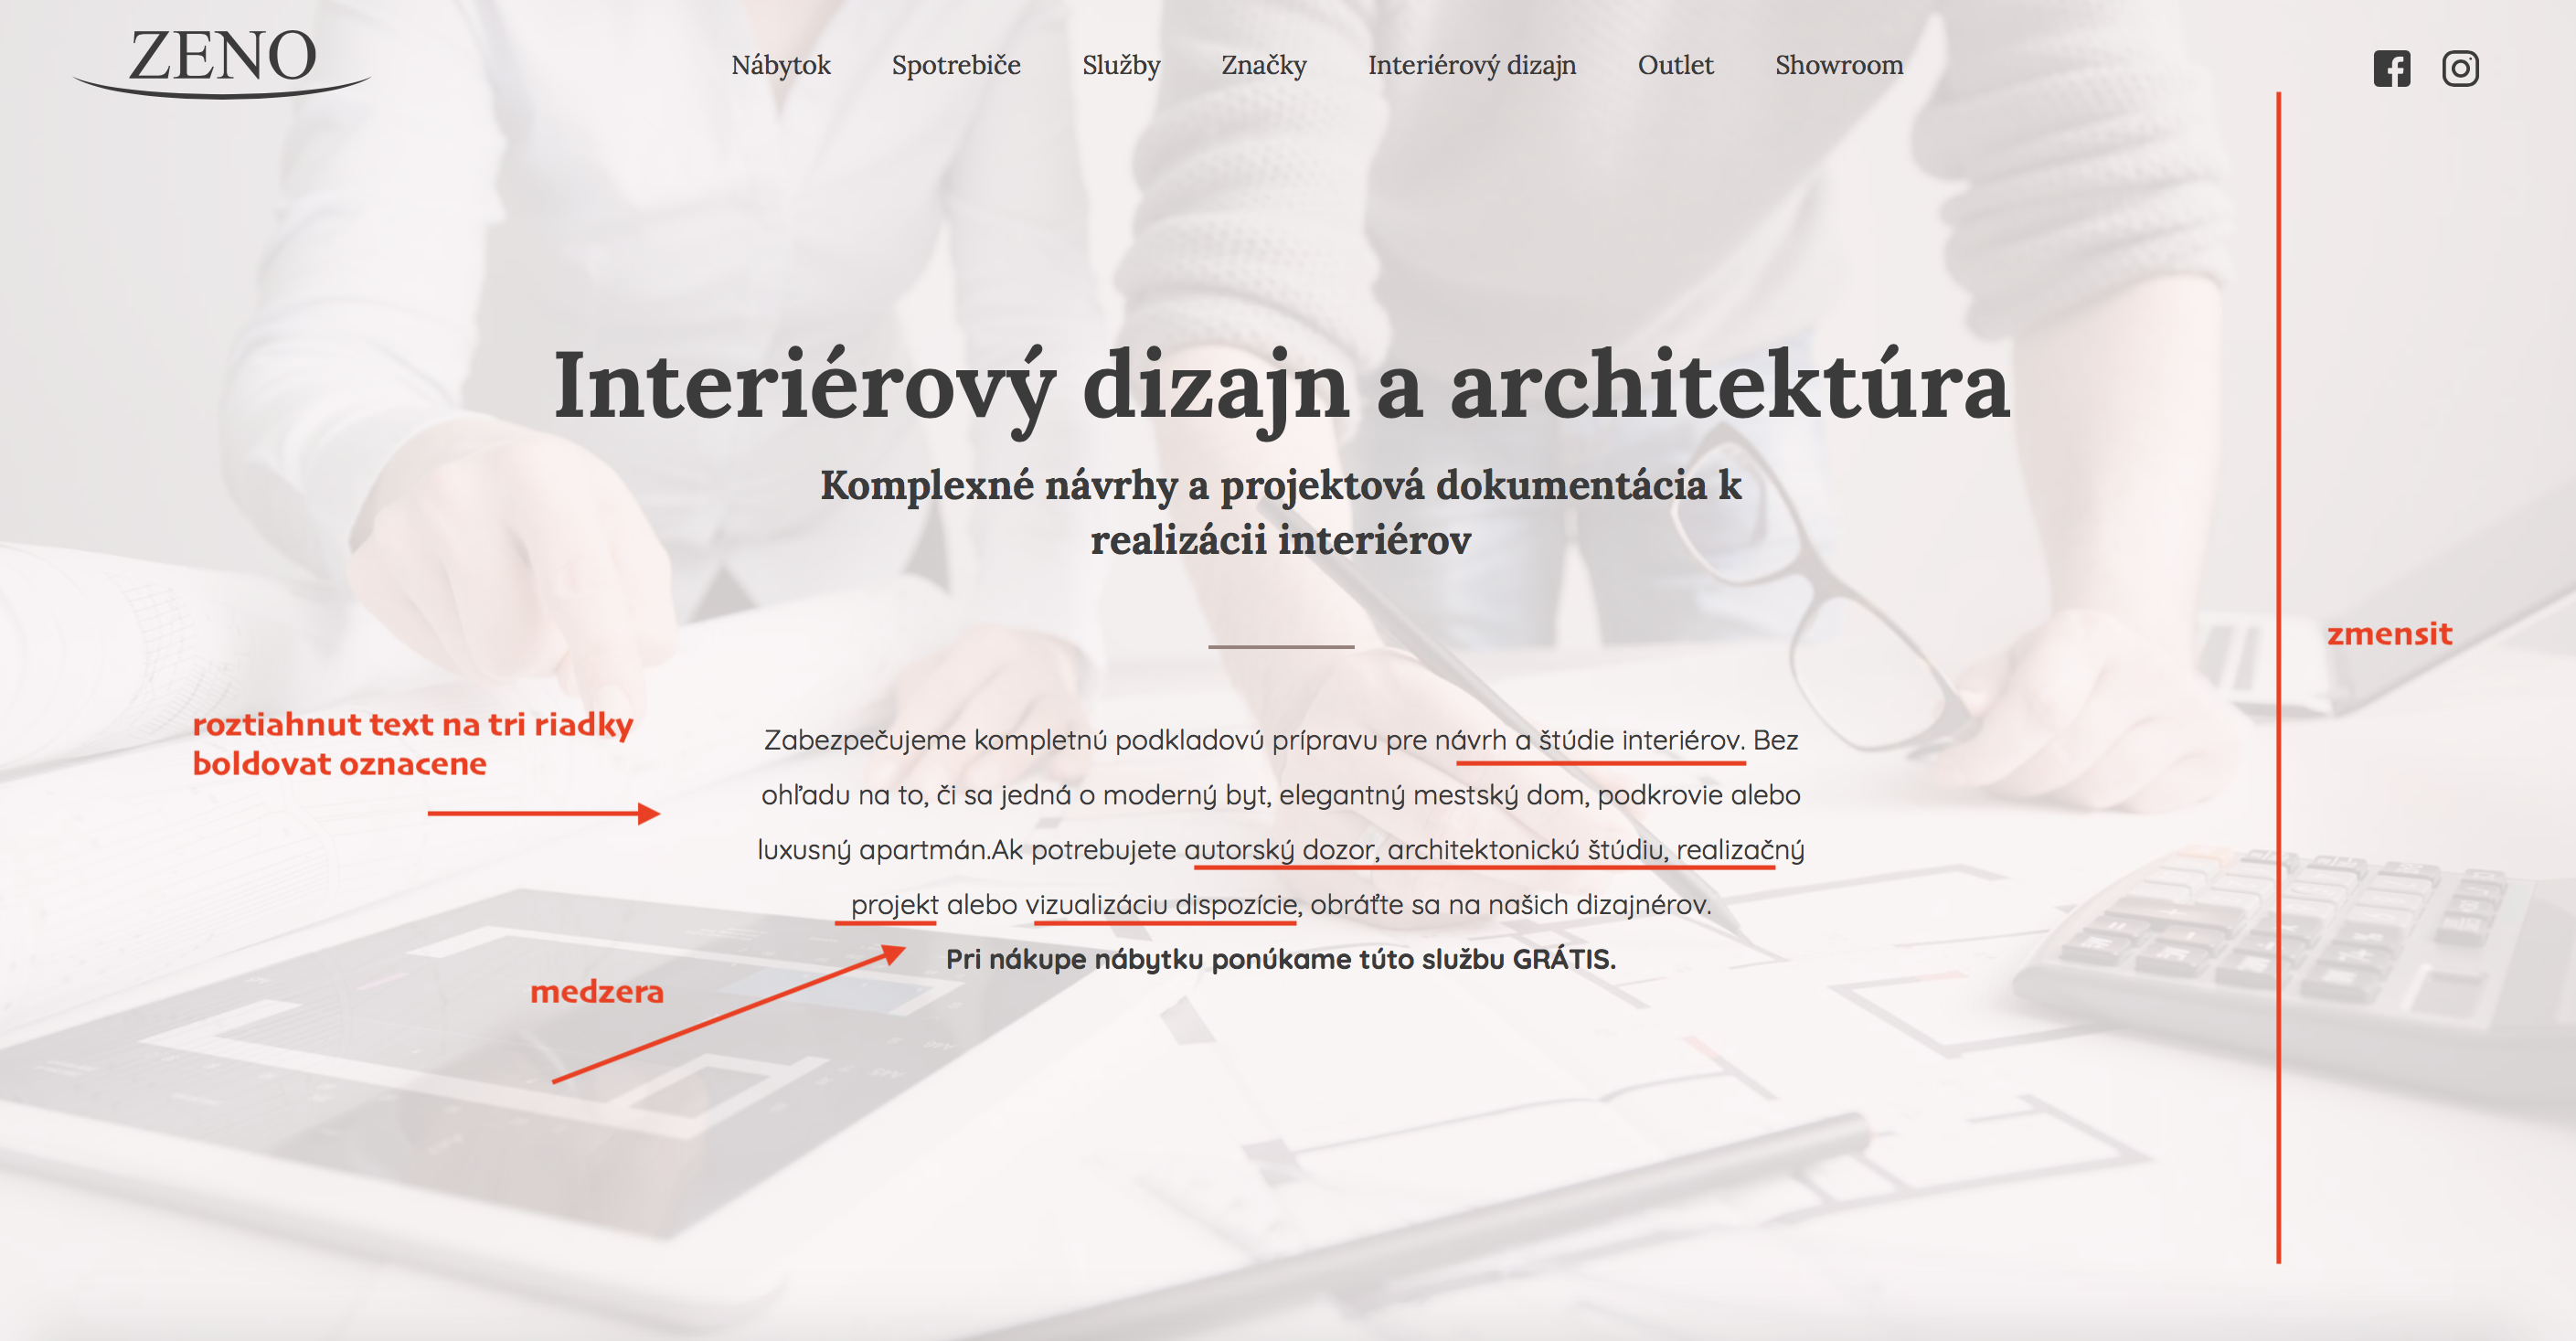 ZENO
Nábytok Spotrebiče Služby Značky Interiérový dizajn Outlet Showroom
Interiérový dizajn a architektúra
Komplexné návrhy a projektová dokumentácia k
realizácii interiérov
zmensit
roztiahnut text na tri riadky
boldovat oznacene
Zabezpečujeme kompletnú podkladovú prípravu pre návrh a štúdie interiérov. Bez
ohľadu na to, či sa jedná o moderný byt, elegantný mestský dom, podkrovie alebo
luxusný apartmán.Ak potrebujete autorský dozor, architektonickú štúdiu, realizačný
projekt alebo vizualizáciu dispozície, obráťte sa na našich dizajnérov.
Pri nákupe nábytku ponúkame túto službu GRÁTIS.
medzera